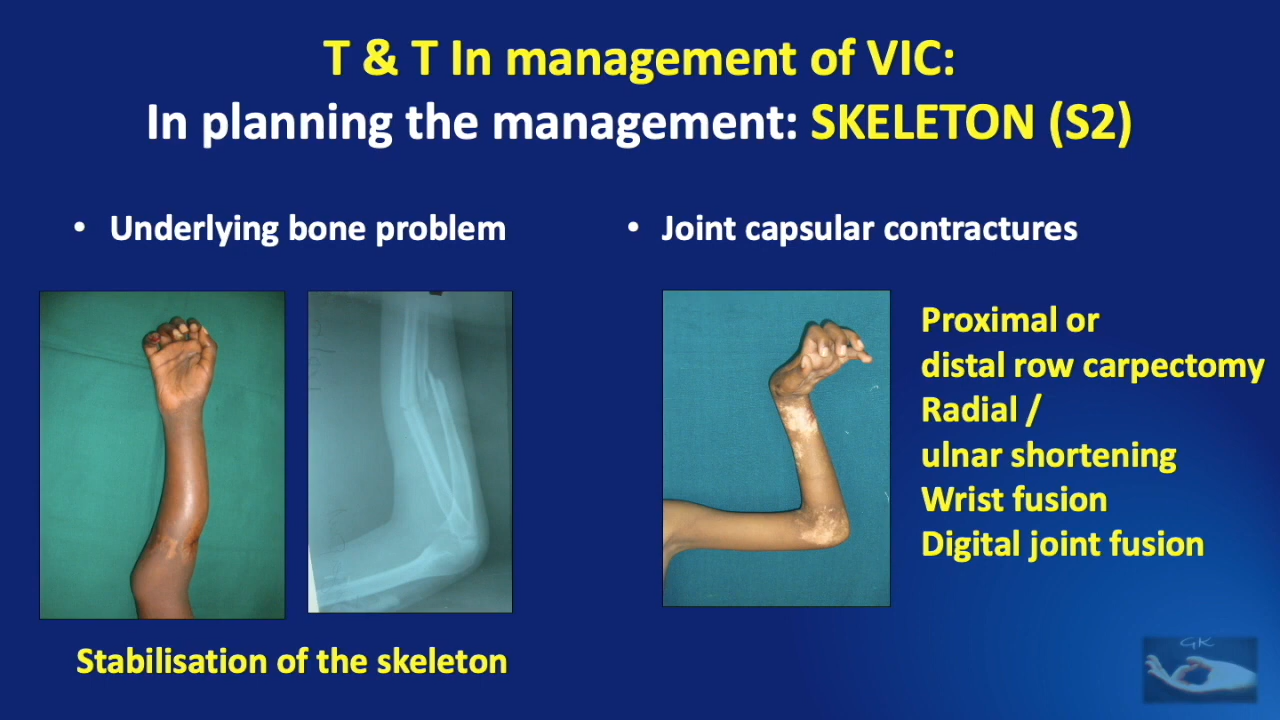 T & T In management of VIC:
In planning the management: SKELETON (S2)
• Underlying bone problem
• Joint capsular contractures
Proximal or
distal row carpectomy
Radial /
ulnar shortening
Wrist fusion
Digital joint fusion
Stabilisation of the skeleton
GK